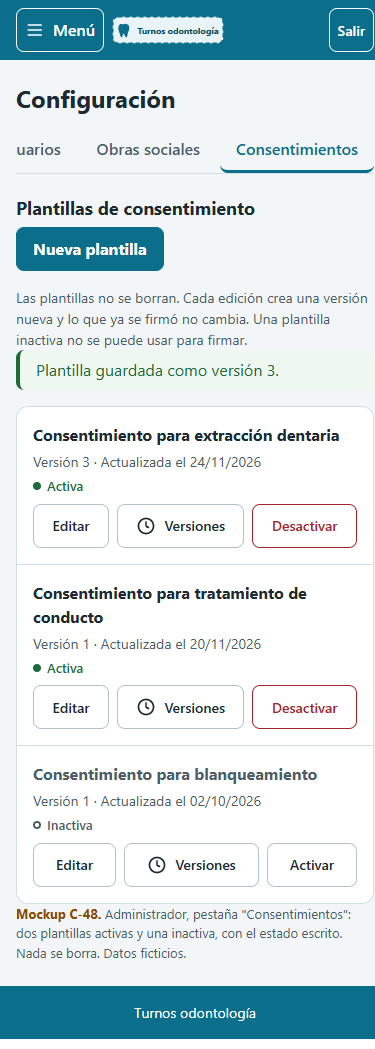 Menú
Turnos odontología
Salir
Configuración
uarios
Obras sociales
Consentimientos
Plantillas de consentimiento
Nueva plantilla
Las plantillas no se borran. Cada edición crea una versión
nueva y lo que ya se firmó no cambia. Una plantilla
inactiva no se puede usar para firmar.
Plantilla guardada como versión 3.
Consentimiento para extracción dentaria
Versión 3 · Actualizada el 24/11/2026
Activa
Editar
Versiones
Desactivar
Consentimiento para tratamiento de
conducto
Versión 1 · Actualizada el 20/11/2026
Activa
Editar
Versiones
Desactivar
Consentimiento para blanqueamiento
Versión 1 · Actualizada el 02/10/2026
Inactiva
Editar
Versiones
Activar
Mockup C-48. Administrador, pestaña "Consentimientos":
dos plantillas activas y una inactiva, con el estado escrito.
Nada se borra. Datos ficticios.
Turnos odontología